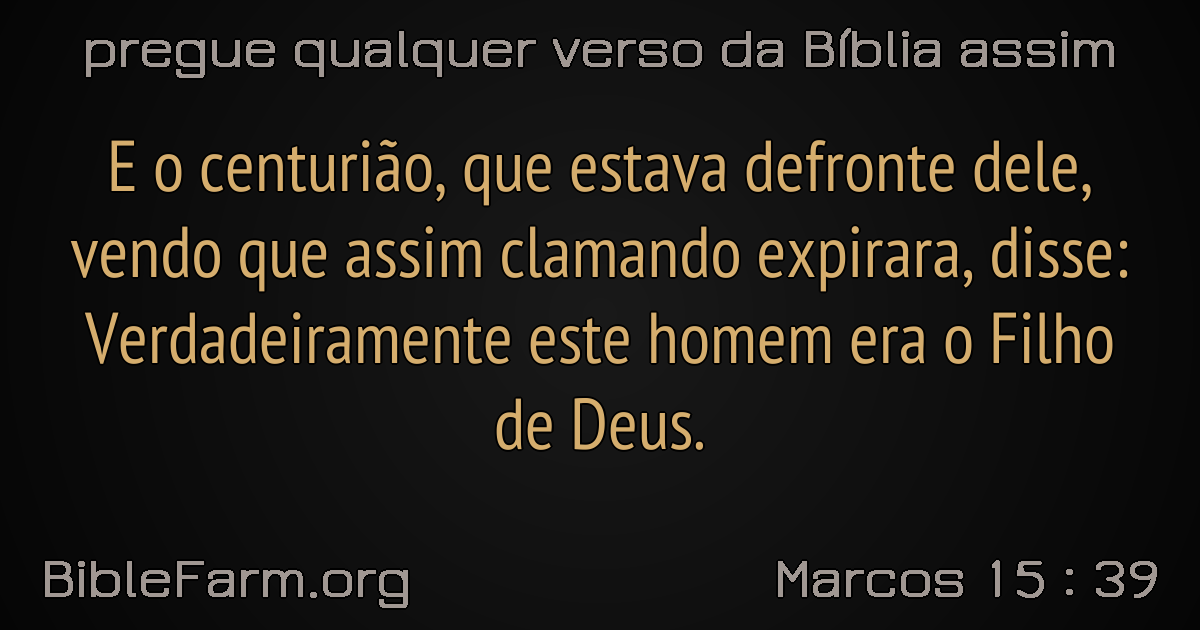 pregue qualquer verso da Bíblia assim
E o centurião, que estava defronte dele,
vendo que assim clamando expirara, disse:
Verdadeiramente este homem era o Filho
de Deus.
BibleFarm.org
Marcos 15 : 39